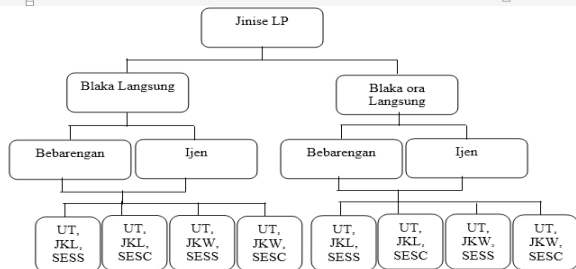 Jinise LP
Blaka Langsung
Blaka ora
Langsung
Bebarengan
Ijen
Bebarengan
Ijen
UT,
JKL,
SESS
UT,
JKL,
SESC
UT,
JKW,
SESS
UT,
JKW,
SESC
UT,
JKL,
SESS
UT,
JKL,
SESC
UT,
JKW,
SESS
UT,
JKW,
SESC